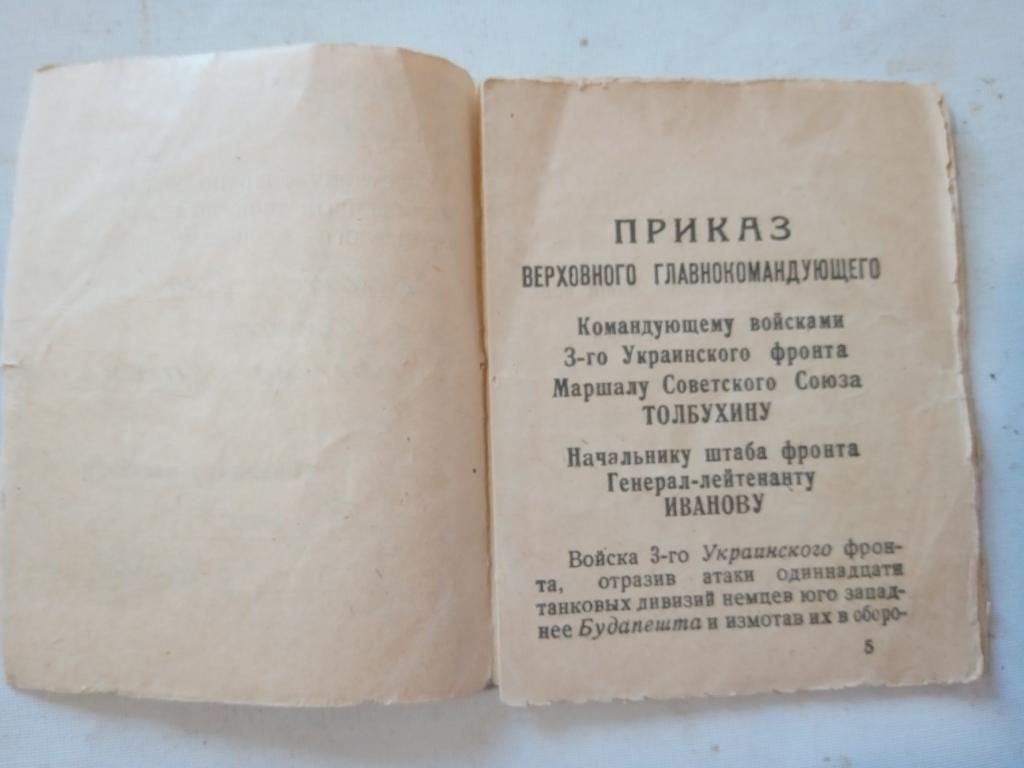 ПРИКАЗ
ВЕРХОВНОГО ГЛАВНОКОМАНДУЮЩЕГО
Командующему войсками
3-го Украинского фронта
Маршалу Советского Союза
ТОЛБУХИНУ
Начальнику штаба фронта
Генерал-лейтенанту
ИВАНОВУ
Войска 3-го Украинского фрон-
та, отразив атаки одиннадцати
танковых дивизий немцев юго запад-
нее Будапешта и измотав их в оборо-
5